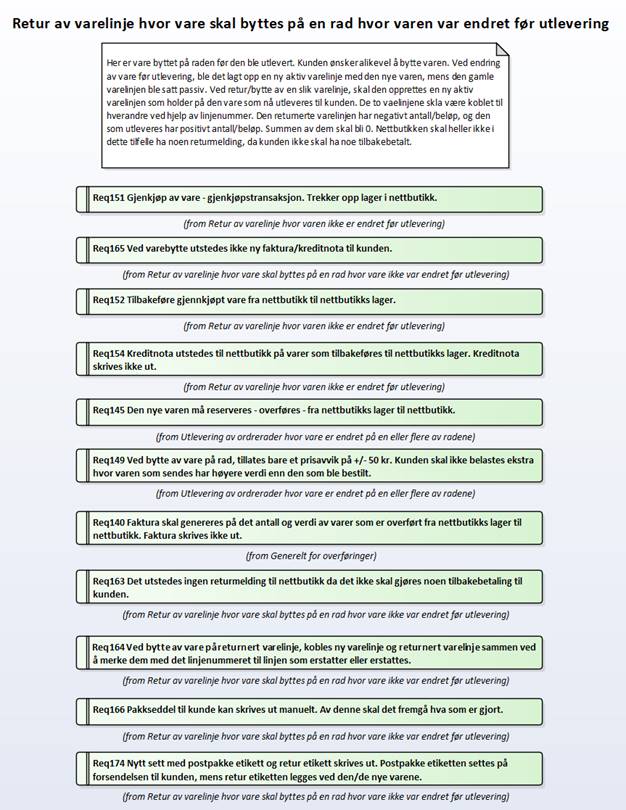 Retur av varelinje hvor vare skal byttes på en rad hvor varen var endret før utlevering
Her er vare byttet på raden før den ble utlevert. Kunden ønsker alikevel å bytte varen. Ved endring
av vare før utlevering, ble det lagt opp en ny aktiv varelinje med den nye varen, mens den gamle
varelinjen ble satt passiv. Ved retur/bytte av en slik varelinje, skal den opprettes en ny aktiv
varelinjen som holder på den vare som nå utleveres til kunden. De to vaelinjene skla være koblet til
hverandre ved hjelp av linjenummer. Den returnerte varelinjen har negativt antall/beløp, og den
som utleveres har positivt antall/beløp. Summen av dem skal bli 0. Nettbutikken skal heller ikke i
dette tilfelle ha noen returmelding, da kunden ikke skal ha noe tilbakebetalt.
Req151 Gjenkjøp av vare - gjenkjøpstransaksjon. Trekker opp lager i nettbutikk.
(from Retur av varelinje hvor varen ikke er endret før utlevering)
Req165 Ved varebytte utstedes ikke ny faktura/kreditnota til kunden.
(from Retur av varelinje hvor vare skal byttes på en rad hvor vare ikke var endret før utlevering)
Req152 Tilbakeføre gjennkjøpt vare fra nettbutikk til nettbutikks lager.
(from Retur av varelinje hvor varen ikke er endret før utlevering)
Req154 Kreditnota utstedes til nettbutikk på varer som tilbakeføres til nettbutikks lager. Kreditnota
skrives ikke ut.
(from Retur av varelinje hvor varen ikke er endret før utlevering)
Req145 Den nye varen må reserveres - overføres - fra nettbutikks lager til nettbutikk.
(from Utlevering av ordrerader hvor vare er endret på en eller flere av radene)
Req149 Ved bytte av vare på rad, tillates bare et prisavvik på +/- 50 kr. Kunden skal ikke belastes ekstra
hvor varen som sendes har høyere verdi enn den som ble bestilt.
(from Utlevering av ordrerader hvor vare er endret på en eller flere av radene)
Req140 Faktura skal genereres på det antall og verdi av varer som er overført fra nettbutikks lager til
nettbutikk. Faktura skrives ikke ut.
(from Generelt for overføringer)
Req163 Det utstedes ingen returmelding til nettbutikk da det ikke skal gjøres noen tilbakebetaling til
kunden.
(from Retur av varelinje hvor vare skal byttes på en rad hvor vare ikke var endret før utlevering)
Req164 Ved bytte av vare på returnert varelinje, kobles ny varelinje og returnert varelinje sammen ved
å merke dem med det linjenummeret til linjen som erstatter eller erstattes.
(from Retur av varelinje hvor vare skal byttes på en rad hvor vare ikke var endret før utlevering)
Req166 Pakkseddel til kunde kan skrives ut manuelt. Av denne skal det fremgå hva som er gjort.
(from Retur av varelinje hvor vare skal byttes på en rad hvor vare ikke var endret før utlevering)
Req174 Nytt sett med postpakke etikett og retur etikett skrives ut. Postpakke etiketten settes på
forsendelsen til kunden, mens retur etiketten legges ved den/de nye varene.
(from Retur av varelinje hvor vare skal byttes på en rad hvor vare ikke var endret før utlevering)